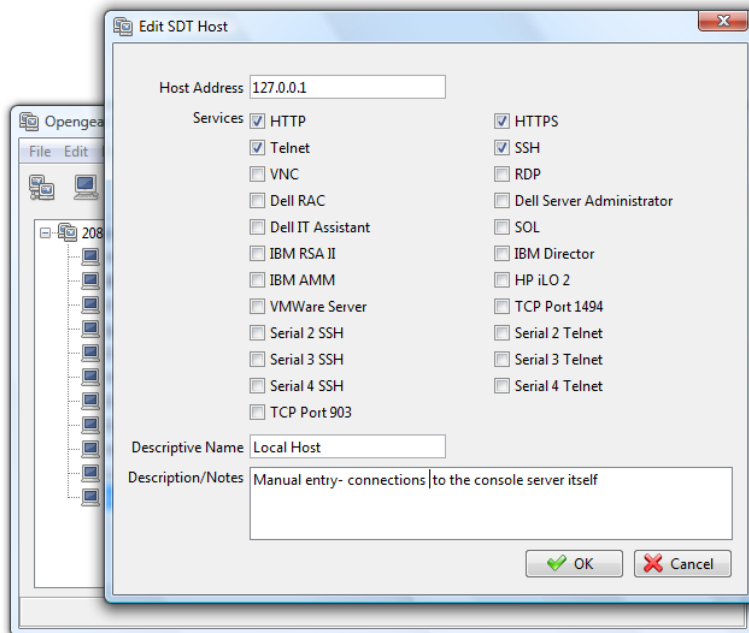 Edit SDT Host
Host Address 127.0.0.1
Services HTTP HTTPS
Telnet SSH
VNC RDP
Dell RAC Dell Server Administrator
Dell IT Assistant SOL
IBM RSA II IBM Director
IBM AMM HP iLO 2
VMWare Server TCP Port 1494
Serial 2 SSH Serial 2 Telnet
Serial 3 SSH Serial 3 Telnet
Serial 4 SSH Serial 4 Telnet
TCP Port 903
Descriptive Name Local Host
Description/Notes Manual entry- connections to the console server itself
OK Cancel
File Edit
208